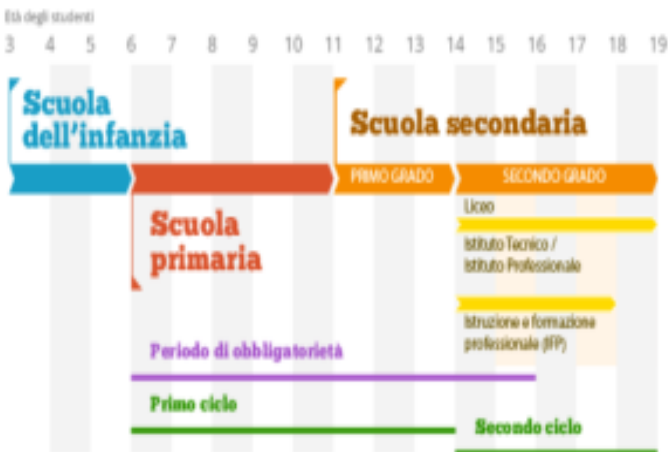 Età degli studenti
3 4 5 6 7 8 9 10 11 12 13 14 15 16 17 18 19
Scuola
dell'infanzia
Scuola secondaria
PRIMO GRADO
SECONDO GRADO
Scuola
primaria
Liceo
Istituto Tecnico /
Istituto Professionale
Istruzione e formazione
professionale (IFP)
Periodo di obbligatorietà
Primo ciclo
Secondo ciclo